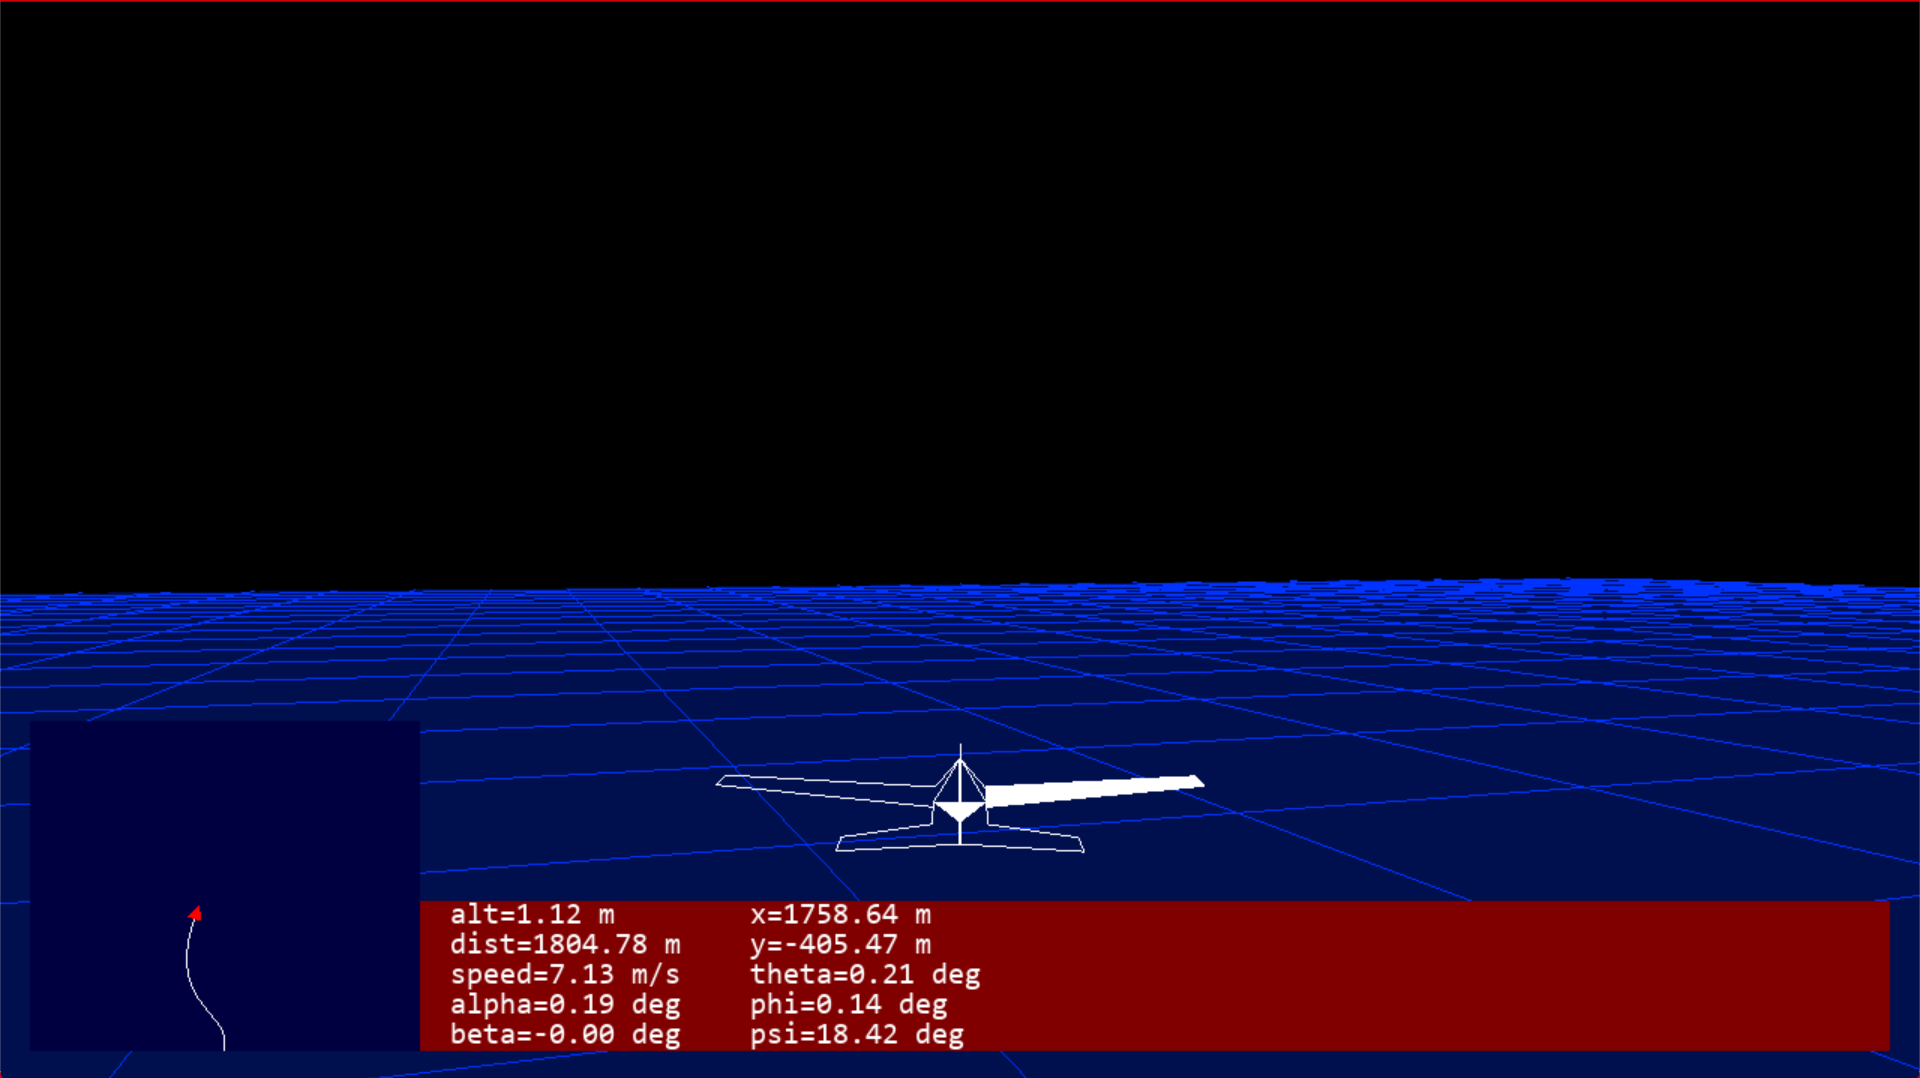 alt=1.12 m x=1758.64 m
dist=1804.78 m y=-405.47 m
speed=7.13 m/s theta=0.21 deg
alpha=0.19 deg phi=0.14 deg
beta=-0.00 deg psi=18.42 deg